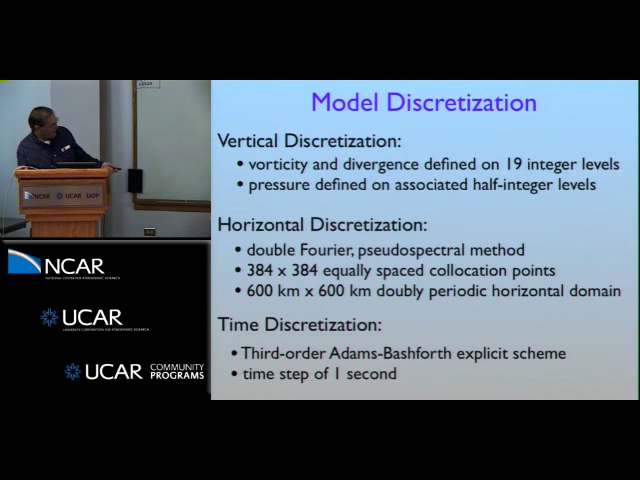 Model Discretization
Vertical Discretization:
• vorticity and divergence defined on 19 integer levels
• pressure defined on associated half-integer levels
Horizontal Discretization:
• double Fourier, pseudospectral method
• 384 x 384 equally spaced collocation points
• 600 km x 600 km doubly periodic horizontal domain
Time Discretization:
• Third-order Adams-Bashforth explicit scheme
• time step of 1 second
NCAR UCAR UOP
NCAR
NATIONAL CENTER FOR ATMOSPHERIC RESEARCH
UCAR
UNIVERSITY CORPORATION FOR ATMOSPHERIC RESEARCH
UCAR COMMUNITY
PROGRAMS